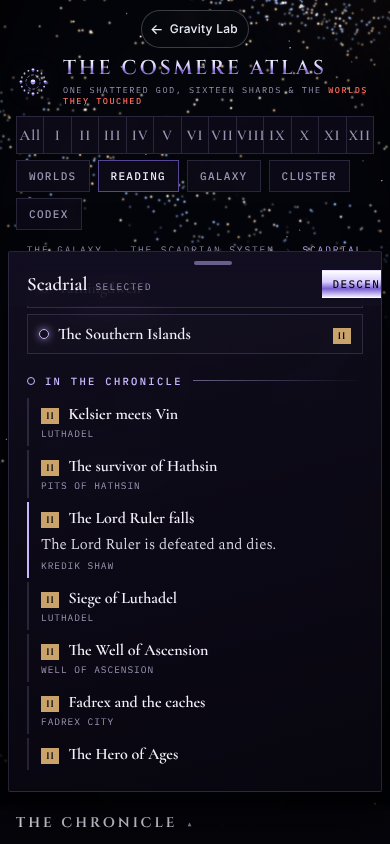 ← Gravity Lab
THE COSMERE ATLAS
ONE SHATTERED GOD, SIXTEEN SHARDS & THE WORLDS
THEY TOUCHED
All I II III IV V VI VII VIII IX X XI XII
WORLDS READING GALAXY CLUSTER
CODEX
THE GALAXY · THE SCADRIAN SYSTEM · SCADRIAL
Scadrial SELECTED DESCEN
The Southern Islands II
IN THE CHRONICLE
II Kelsier meets Vin
LUTHADEL
II The survivor of Hathsin
PITS OF HATHSIN
II The Lord Ruler falls
The Lord Ruler is defeated and dies.
KREDIK SHAW
II Siege of Luthadel
LUTHADEL
II The Well of Ascension
WELL OF ASCENSION
II Fadrex and the caches
FADREX CITY
II The Hero of Ages
THE CHRONICLE ▴